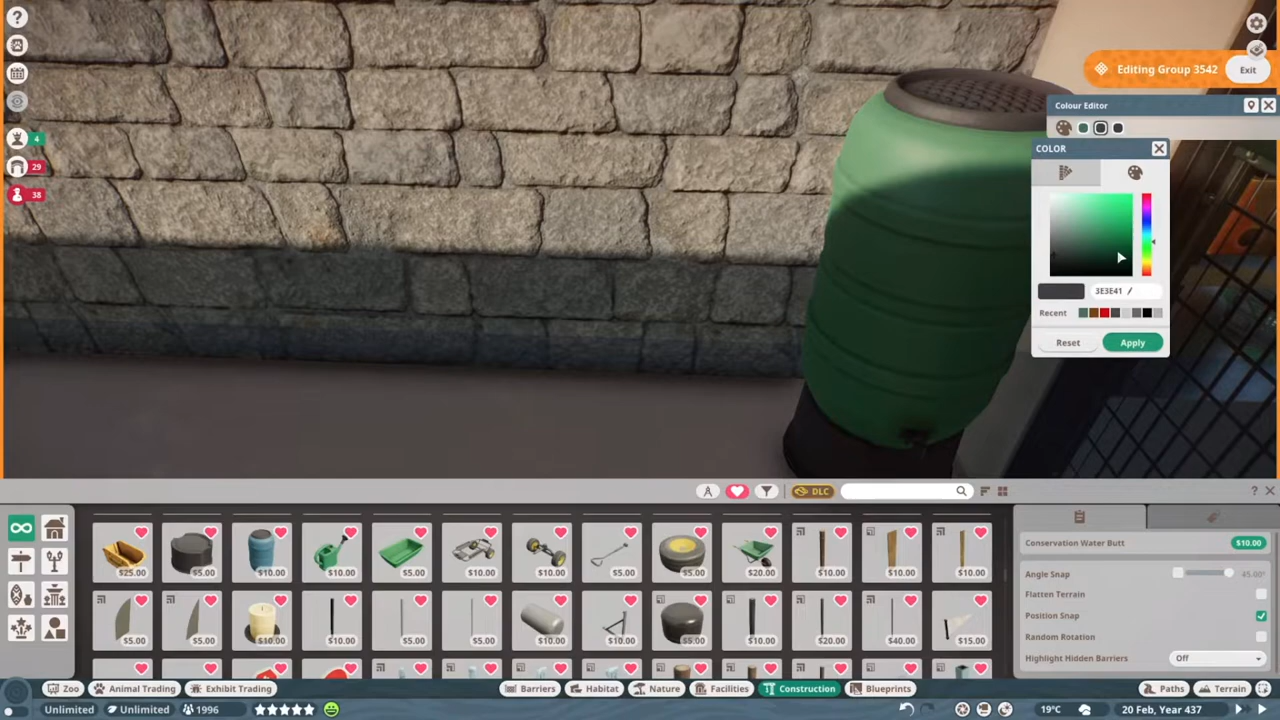 ?
Editing Group 3542
Exit
Colour Editor
4
COLOR
29
38
3E3E41 /
Recent
Reset
Apply
DLC
?
$25.00
$5.00
$10.00
$10.00
$5.00
$10.00
$10.00
$5.00
$5.00
$20.00
$10.00
$10.00
$10.00
Conservation Water Butt
$10.00
Angle Snap
45.00°
Flatten Terrain
Position Snap
$5.00
$5.00
$10.00
$10.00
$5.00
$5.00
$10.00
$10.00
$5.00
$10.00
$20.00
$40.00
$15.00
Random Rotation
Highlight Hidden Barriers
Off
Zoo
Animal Trading
Exhibit Trading
Barriers
Habitat
Nature
Facilities
Construction
Blueprints
Paths
Terrain
Unlimited
Unlimited
1996
19°C
20 Feb, Year 437